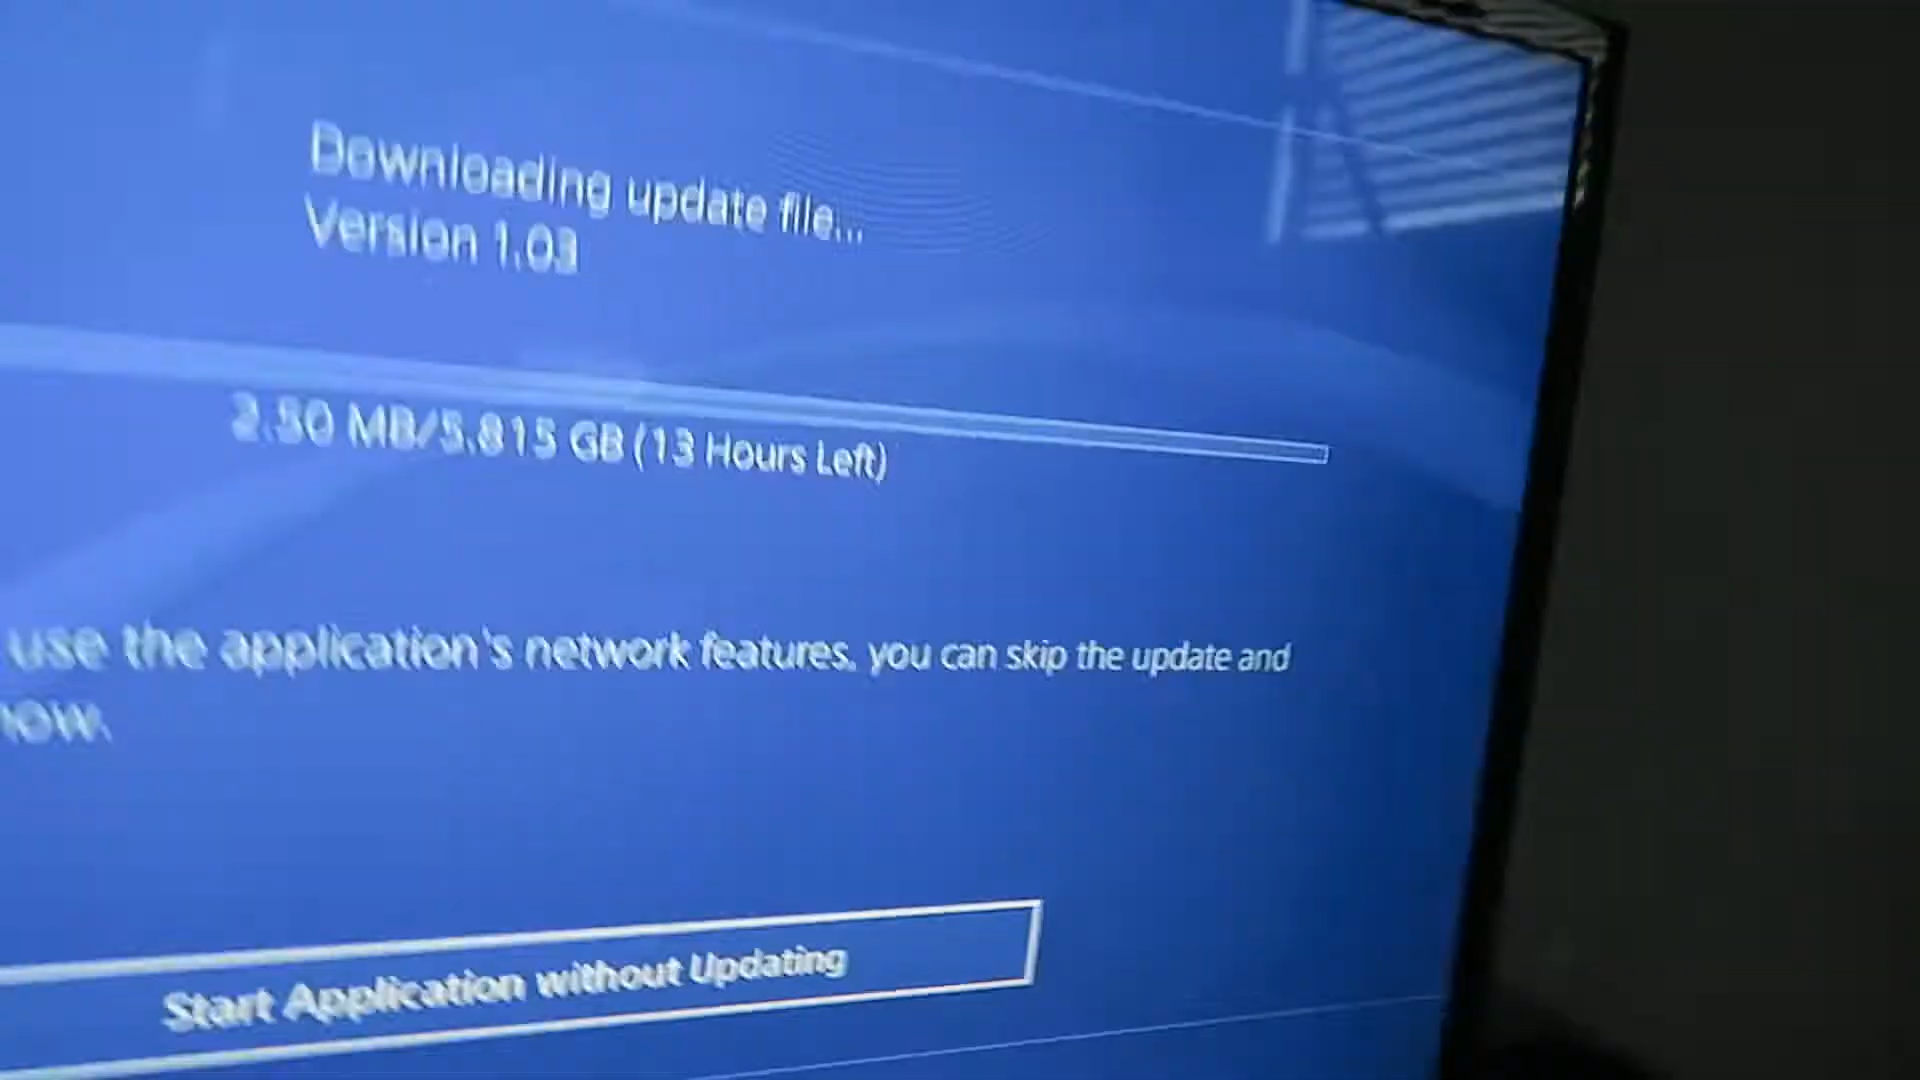 Downloading update file...
Version 1.03
2.50 MB/5.815 GB (13 Hours Left)
use the application's network features, you can skip the update and
now.
Start Application without Updating